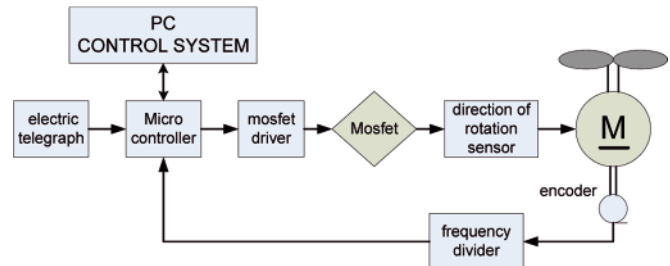 PC
CONTROL SYSTEM
electric
telegraph
Micro
controller
mosfet
driver
Mosfet
direction of
rotation
sensor
M
encoder
frequency
divider